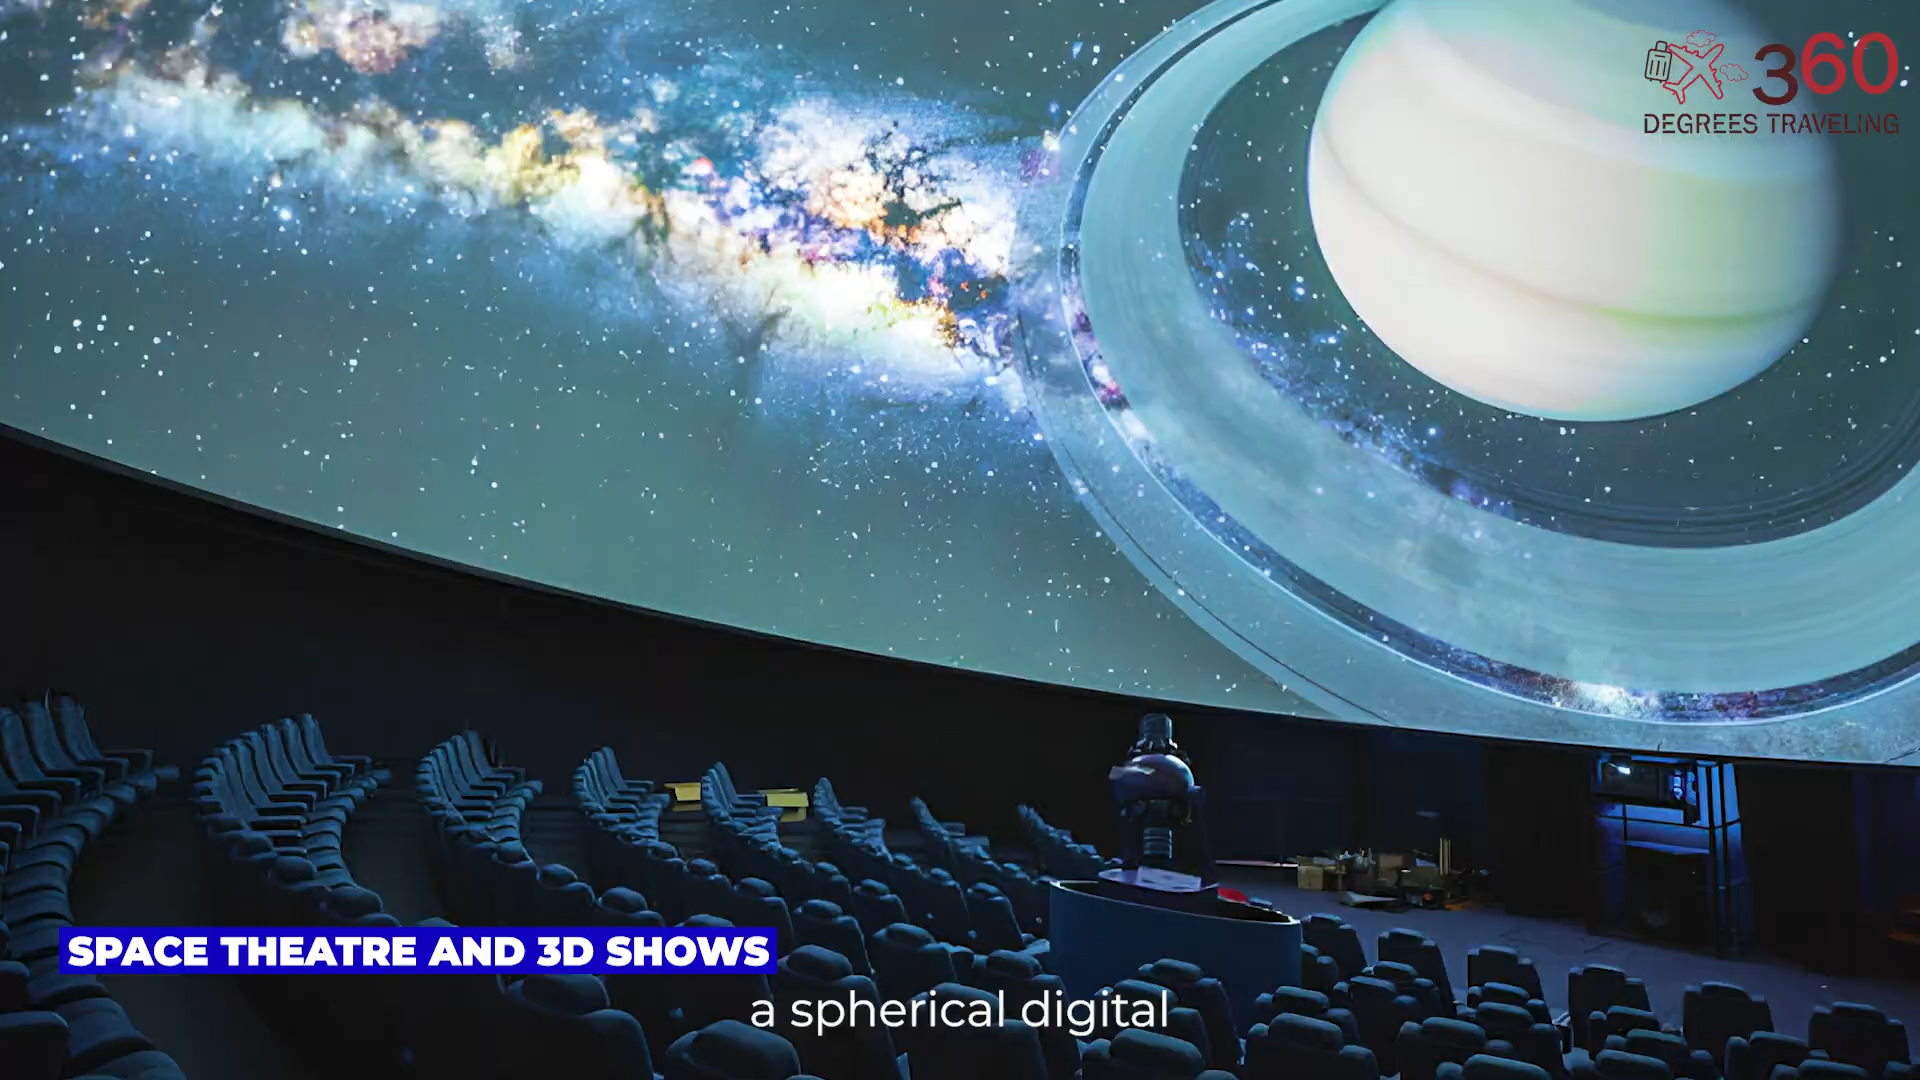 360
DEGREES TRAVELING
SPACE THEATRE AND 3D SHOWS
a spherical digital